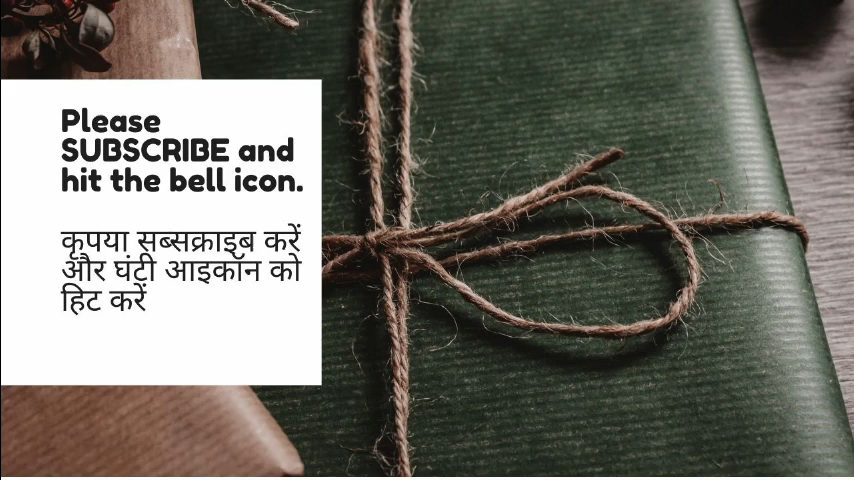 Please
SUBSCRIBE and
hit the bell icon.
कृपया सब्सक्राइब करें
और घंटी आइकॉन को
हिट करें